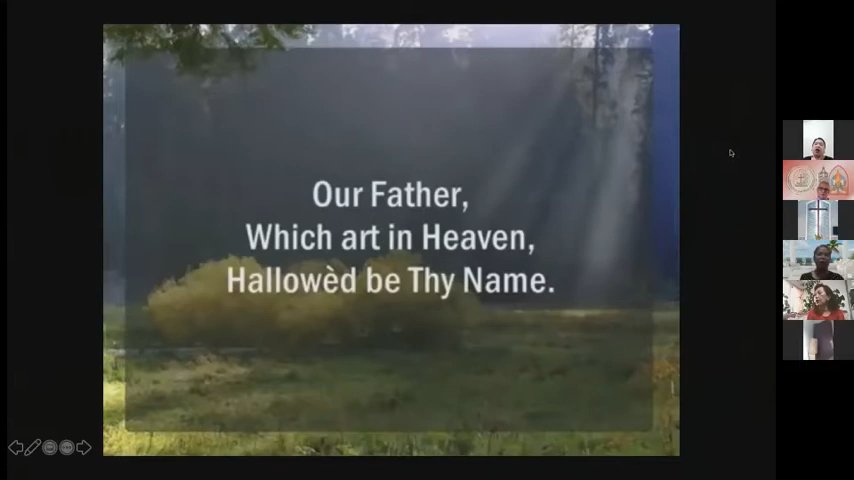 Our Father,
Which art in Heaven,
Hallowèd be Thy Name.